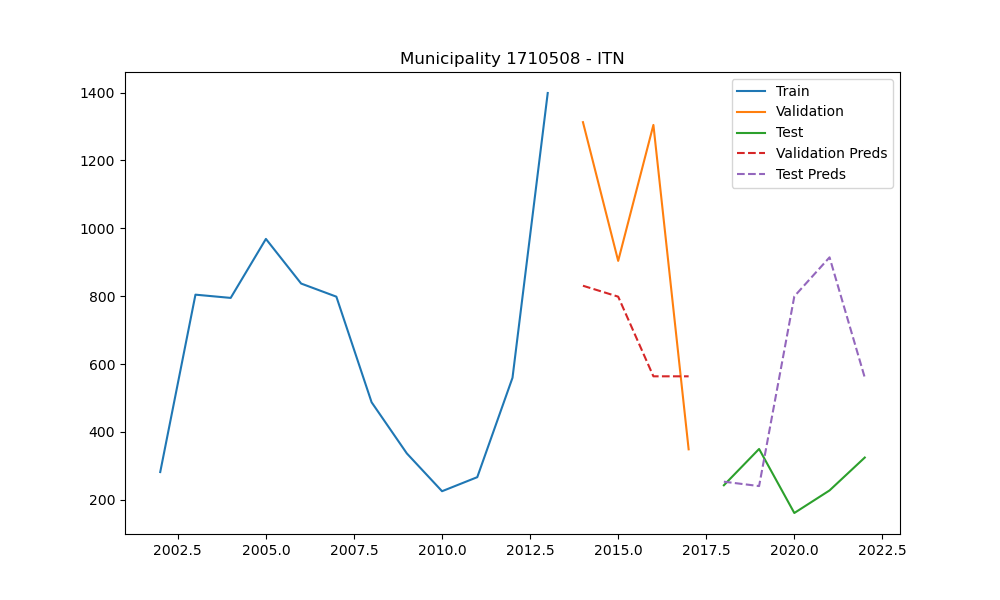 Municipality 1710508 - ITN
1400
1200
1000
800
600
400
200
2002.5 2005.0 2007.5 2010.0 2012.5 2015.0 2017.5 2020.0 2022.5
Train
Validation
Test
Validation Preds
Test Preds